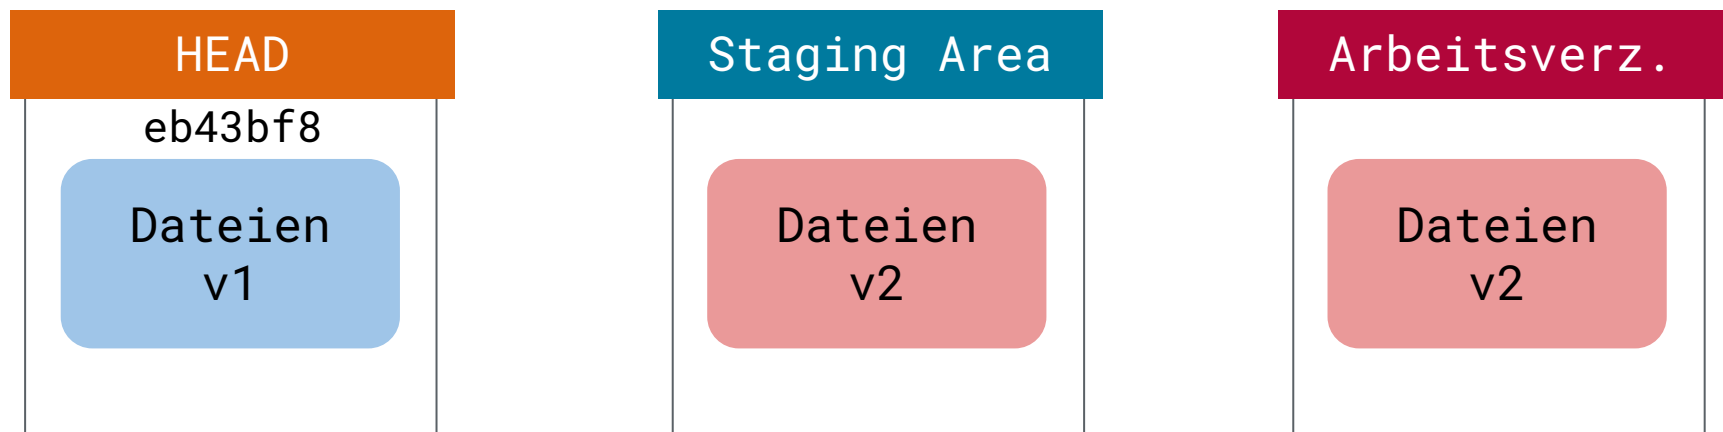 HEAD
Staging Area
Arbeitsverz.
eb43bf8
Dateien
v1
Dateien
v2
Dateien
v2